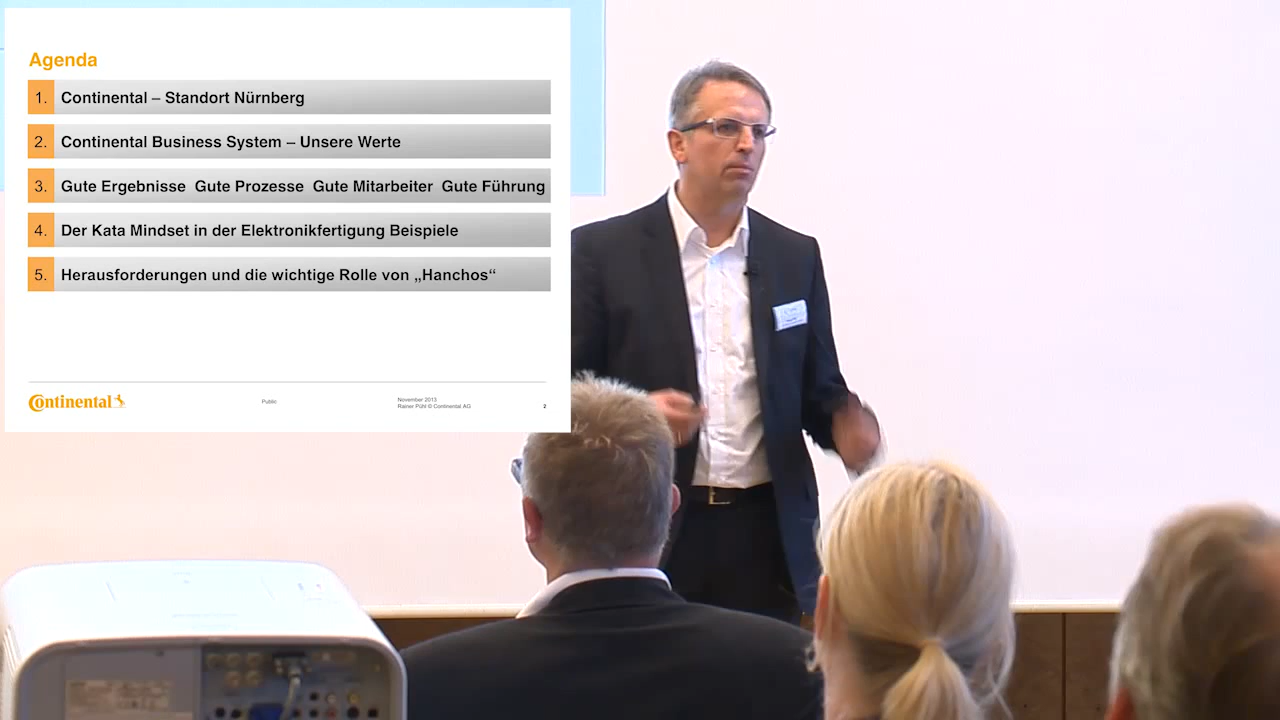 Agenda
1. Continental – Standort Nürnberg
2. Continental Business System – Unsere Werte
3. Gute Ergebnisse Gute Prozesse Gute Mitarbeiter Gute Führung
4. Der Kata Mindset in der Elektronikfertigung Beispiele
5. Herausforderungen und die wichtige Rolle von „Hanchos“
Continental
Public
November 2013
Rainer Pühl © Continental AG
2